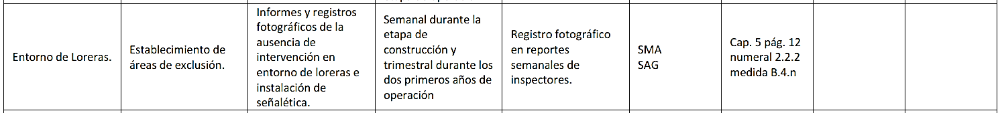 Entorno de Loreras.
Establecimiento de
áreas de exclusión.
Informes y registros
fotográficos de la
ausencia de
intervención en
entorno de loreras e
instalación de
señalética.
Semanal durante la
etapa de
construcción y
trimestral durante los
dos primeros años de
operación
Registro fotográfico
en reportes
semanales de
inspectores.
SMA
SAG
Cap. 5 pág. 12
numeral 2.2.2
medida B.4.n